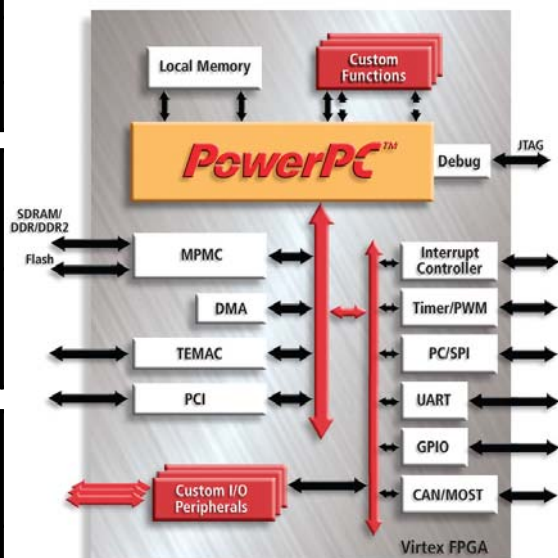 Local Memory
Custom
Functions
PowerPC™
Debug
JTAG
SDRAM/
DDR/DDR2
Flash
MPMC
DMA
TEMAC
PCI
Interrupt
Controller
Timer/PWM
PC/SPI
UART
GPIO
CAN/MOST
Custom I/O
Peripherals
Virtex FPGA